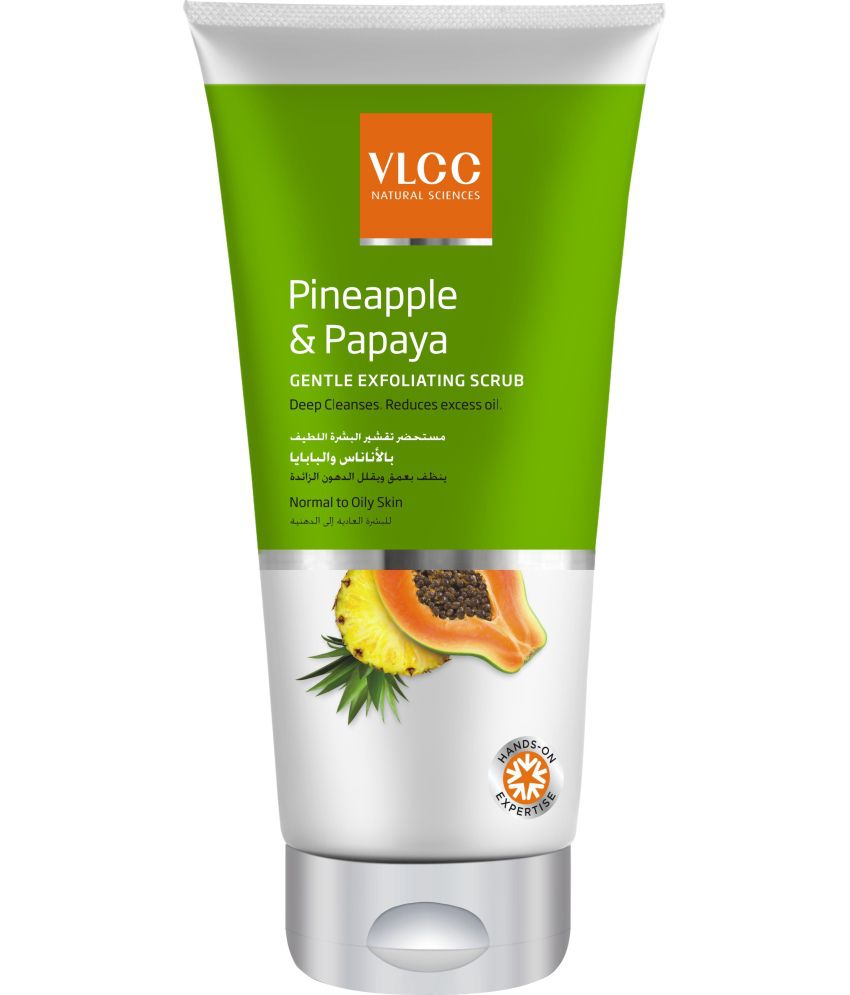 VLCC
NATURAL SCIENCES
Pineapple
& Papaya
GENTLE EXFOLIATING SCRUB
Deep Cleanses. Reduces excess oil.
مستحضر تقشير البشرة اللطيف
بالأناناس والبابايا
ينظف بعمق ويقلل الدهون الزائدة
Normal to Oily Skin
للبشرة العادية إلى الدهنية
HANDS-ON
EXPERTISE